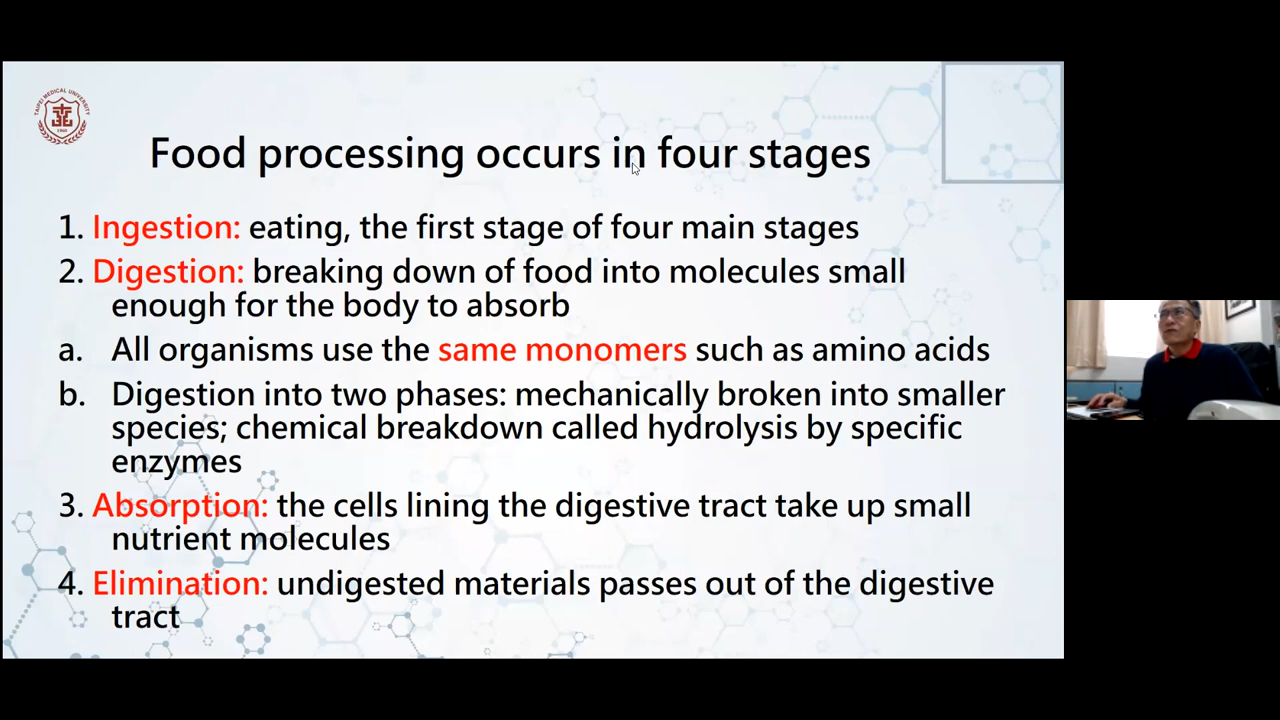 TAIPEI MEDICAL UNIVERSITY
1960
Food processing occurs in four stages
1. Ingestion: eating, the first stage of four main stages
2. Digestion: breaking down of food into molecules small
enough for the body to absorb
a. All organisms use the same monomers such as amino acids
b. Digestion into two phases: mechanically broken into smaller
species; chemical breakdown called hydrolysis by specific
enzymes
3. Absorption: the cells lining the digestive tract take up small
nutrient molecules
4. Elimination: undigested materials passes out of the digestive
tract